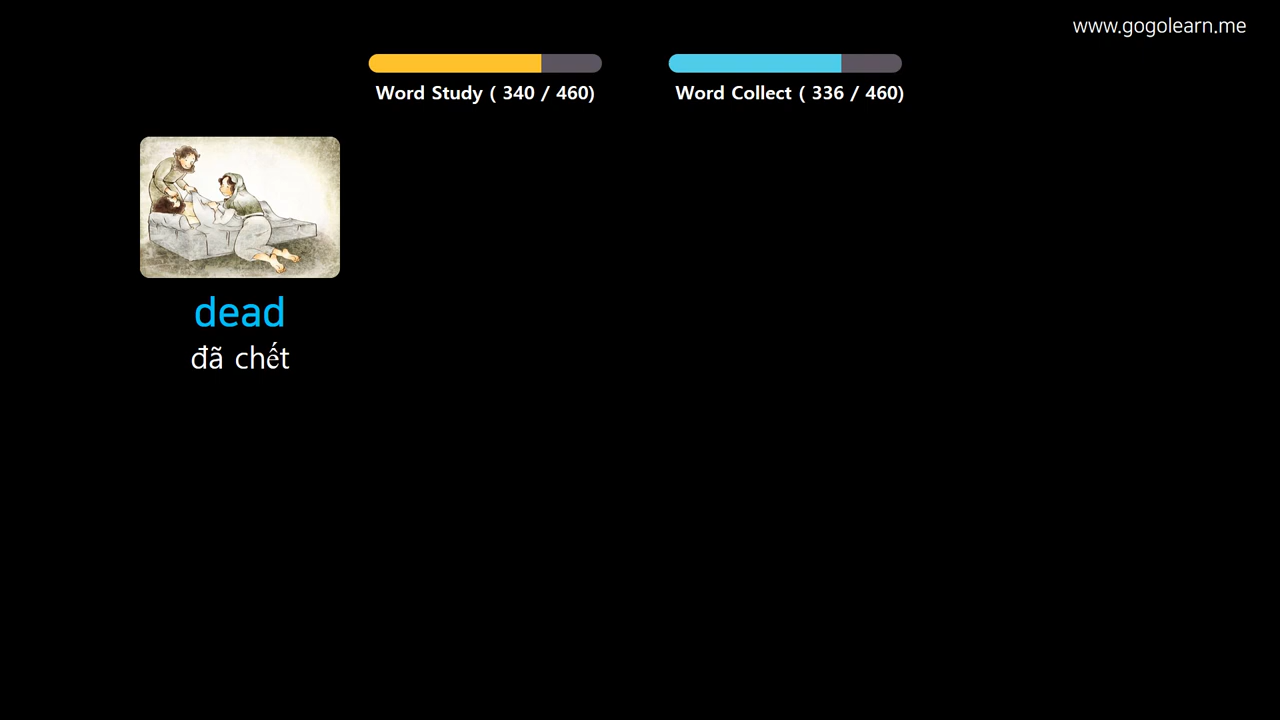 www.gogolearn.me
Word Study ( 340 / 460)
Word Collect ( 336 / 460)
dead
đã chết